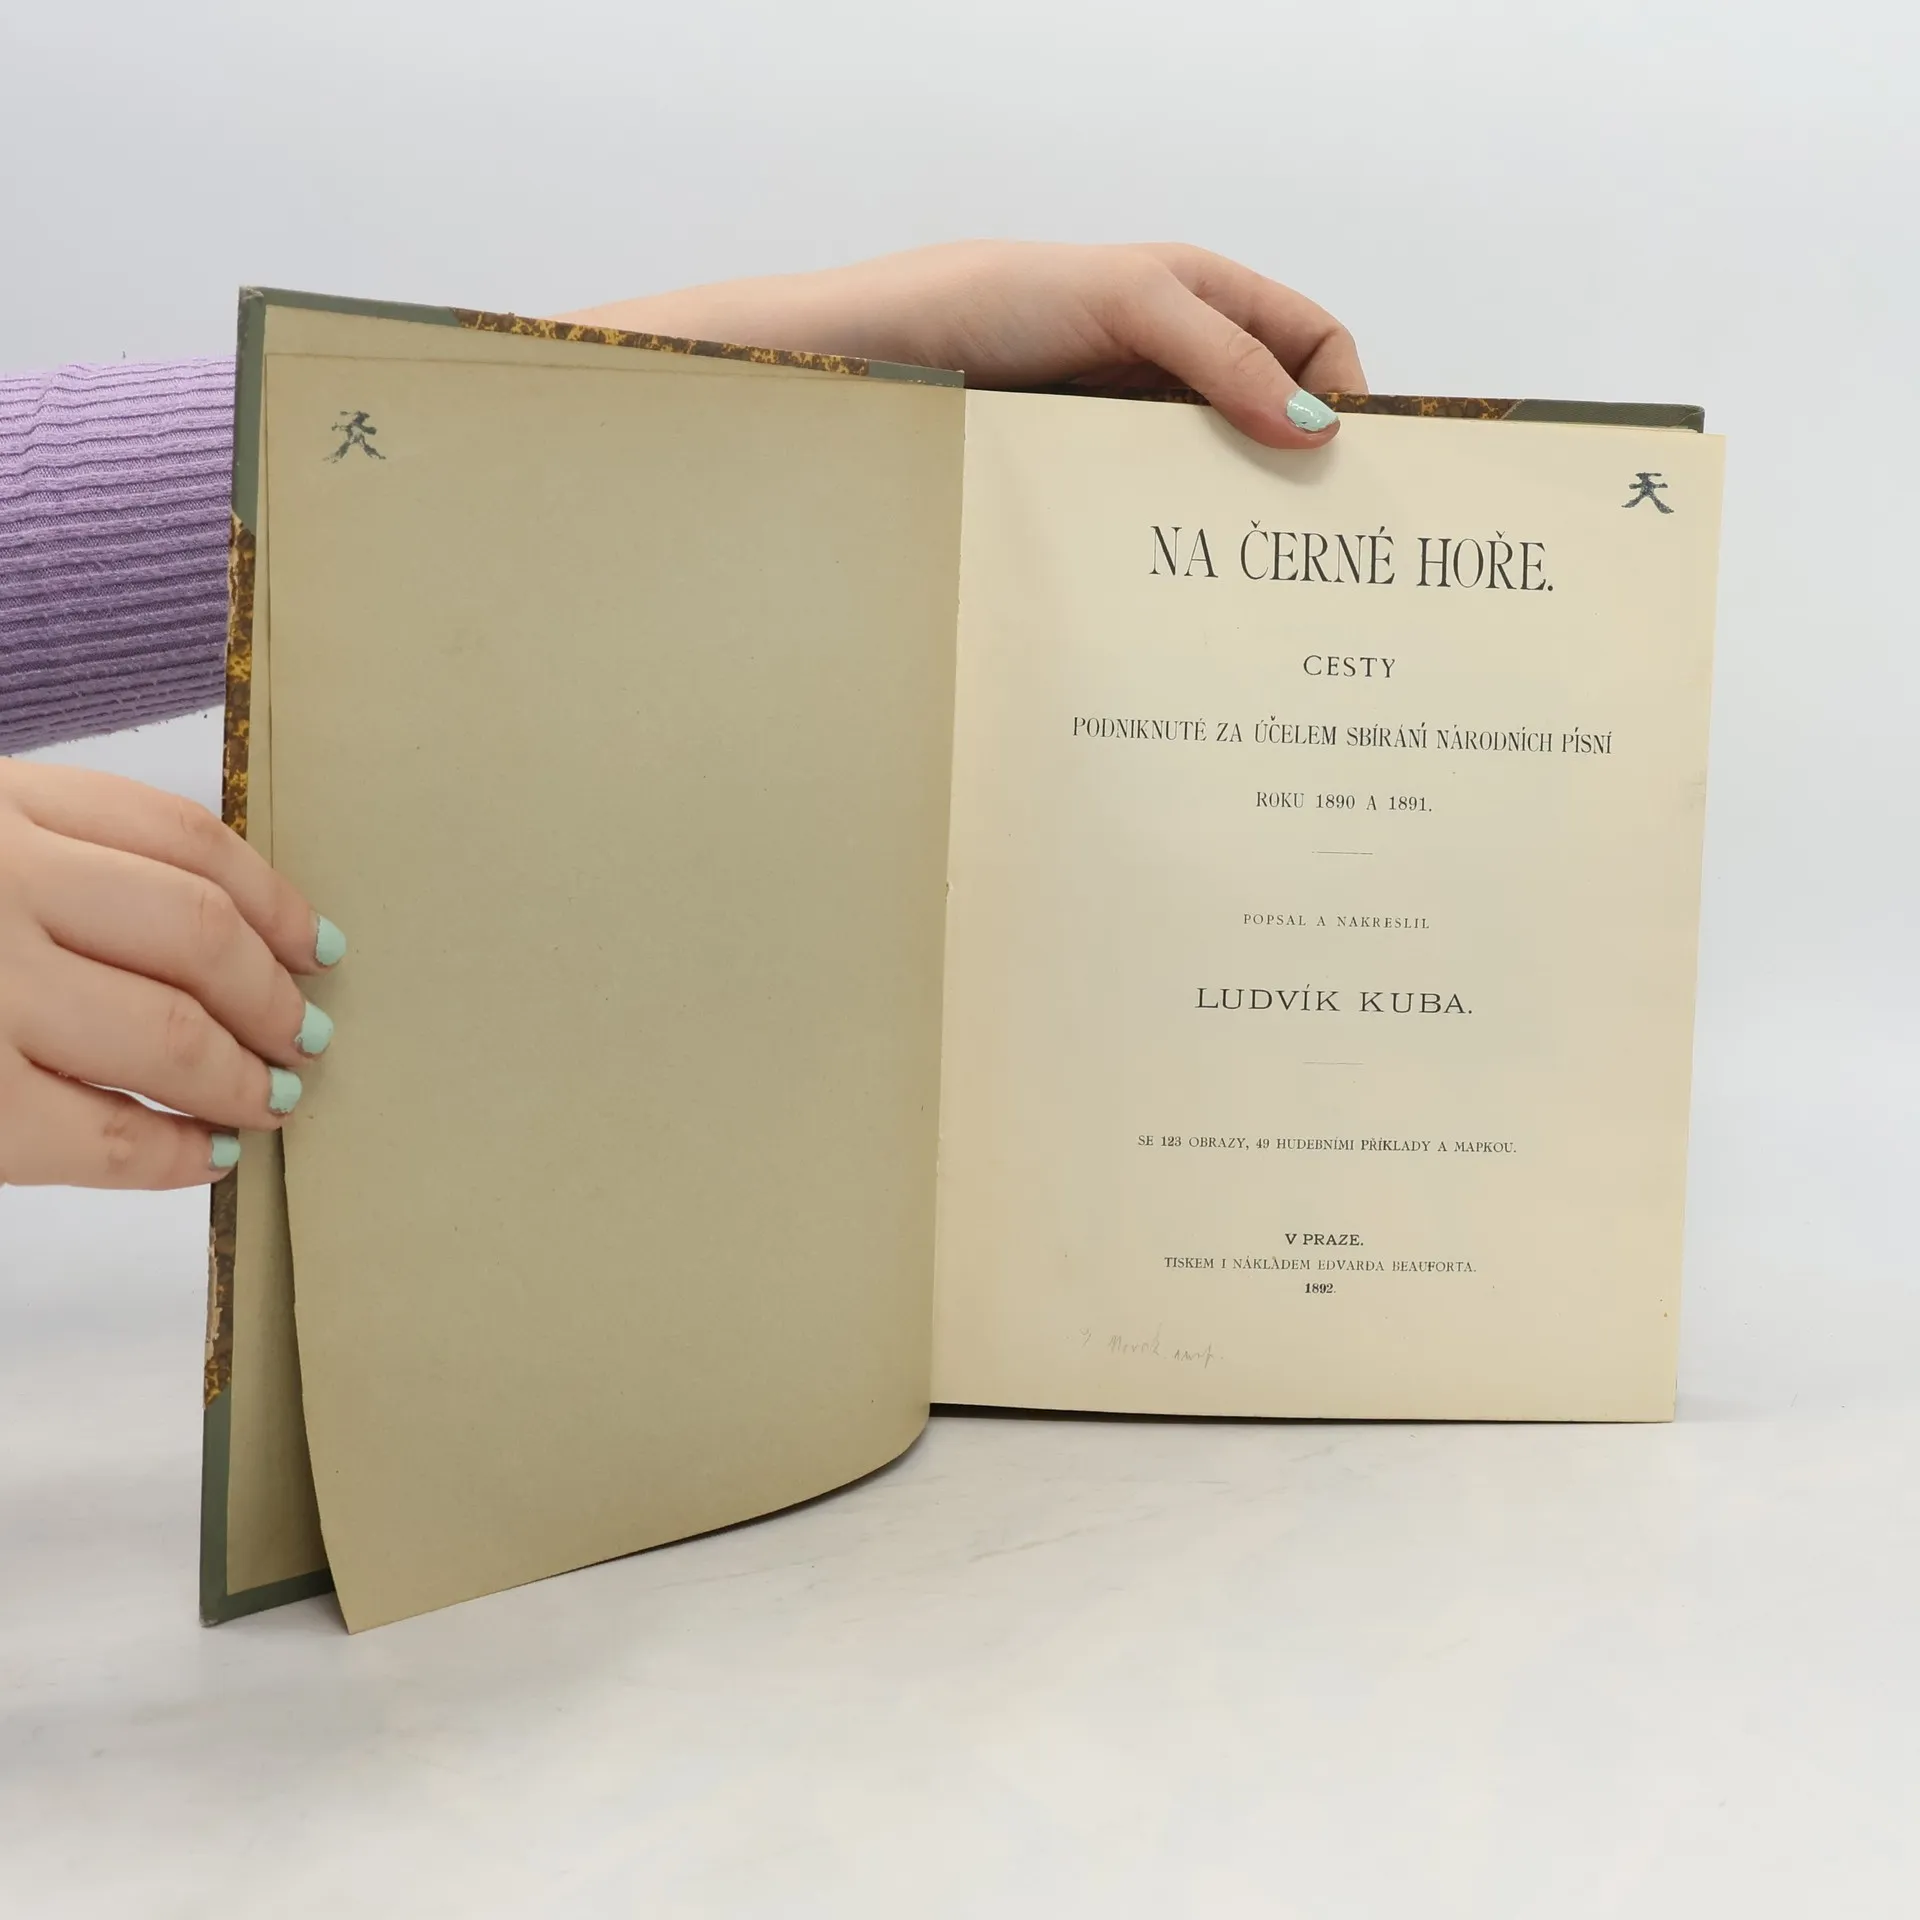 NA ČERNÉ HOŘE.
CESTY
PODNIKNUTÉ ZA ÚČELEM SBÍRÁNÍ NÁRODNÍCH PÍSNÍ
ROKU 1890 A 1891.
POPSAL A NAKRESLIL
LUDVÍK KUBA.
SE 123 OBRAZY, 49 HUDEBNÍMI PŘÍKLADY A MAPKOU.
V PRAZE.
TISKEM I NÁKLADEM EDVARDA BEAUFORTA.
1892.